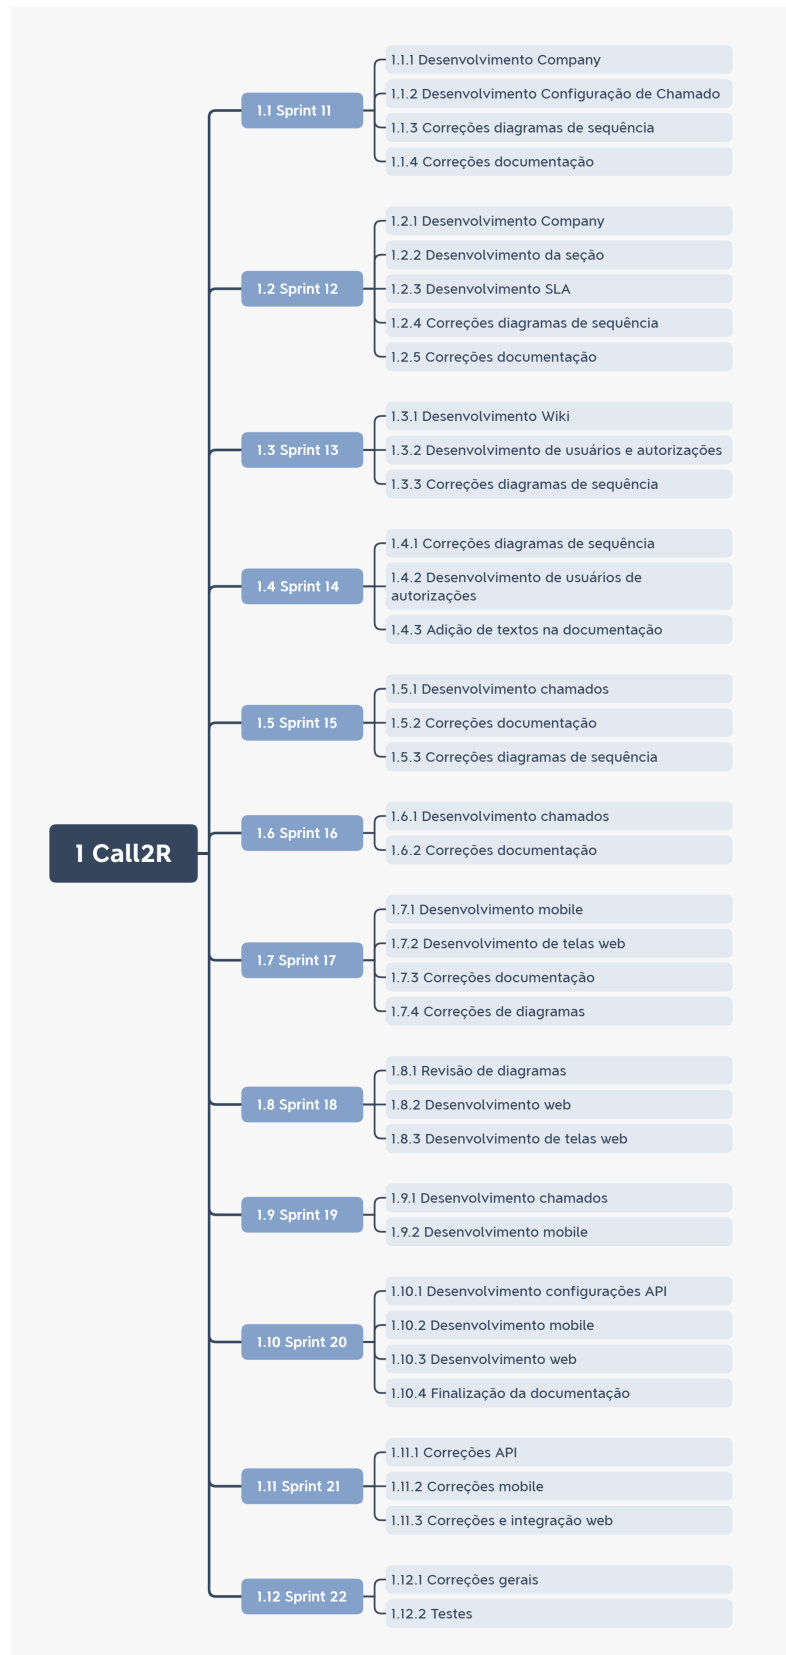 1 Call2R
1.1 Sprint 11
1.1.1 Desenvolvimento Company
1.1.2 Desenvolvimento Configuração de Chamado
1.1.3 Correções diagramas de sequência
1.1.4 Correções documentação
1.2 Sprint 12
1.2.1 Desenvolvimento Company
1.2.2 Desenvolvimento da seção
1.2.3 Desenvolvimento SLA
1.2.4 Correções diagramas de sequência
1.2.5 Correções documentação
1.3 Sprint 13
1.3.1 Desenvolvimento Wiki
1.3.2 Desenvolvimento de usuários e autorizações
1.3.3 Correções diagramas de sequência
1.4 Sprint 14
1.4.1 Correções diagramas de sequência
1.4.2 Desenvolvimento de usuários de
autorizações
1.4.3 Adição de textos na documentação
1.5 Sprint 15
1.5.1 Desenvolvimento chamados
1.5.2 Correções documentação
1.5.3 Correções diagramas de sequência
1.6 Sprint 16
1.6.1 Desenvolvimento chamados
1.6.2 Correções documentação
1.7 Sprint 17
1.7.1 Desenvolvimento mobile
1.7.2 Desenvolvimento de telas web
1.7.3 Correções documentação
1.7.4 Correções de diagramas
1.8 Sprint 18
1.8.1 Revisão de diagramas
1.8.2 Desenvolvimento web
1.8.3 Desenvolvimento de telas web
1.9 Sprint 19
1.9.1 Desenvolvimento chamados
1.9.2 Desenvolvimento mobile
1.10 Sprint 20
1.10.1 Desenvolvimento configurações API
1.10.2 Desenvolvimento mobile
1.10.3 Desenvolvimento web
1.10.4 Finalização da documentação
1.11 Sprint 21
1.11.1 Correções API
1.11.2 Correções mobile
1.11.3 Correções e integração web
1.12 Sprint 22
1.12.1 Correções gerais
1.12.2 Testes